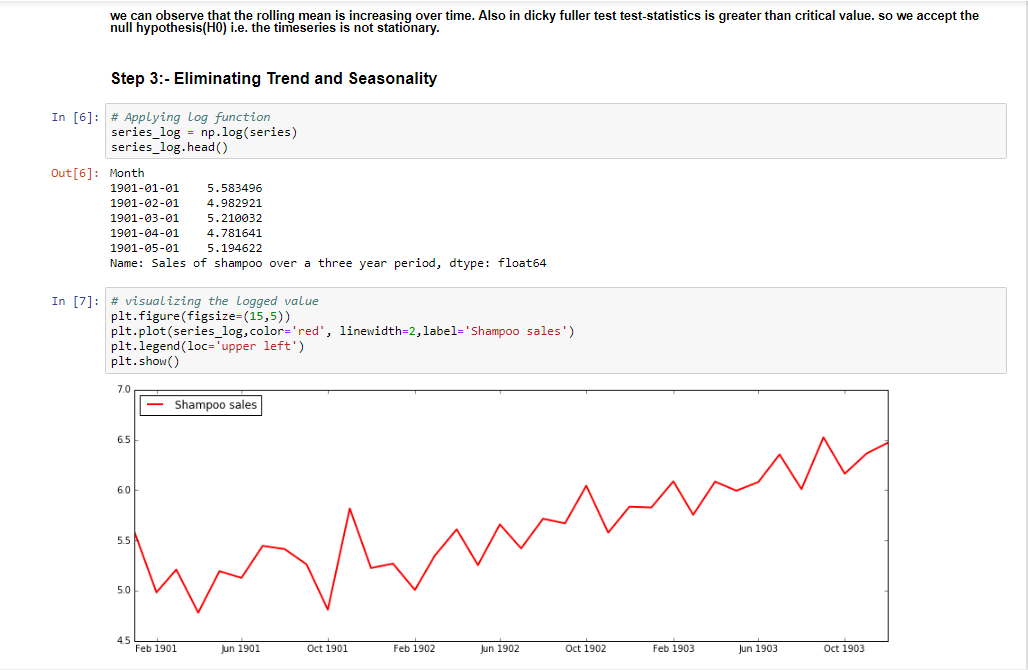 we can observe that the rolling mean is increasing over time. Also in dicky fuller test test-statistics is greater than critical value. so we accept the
null hypothesis(H0) i.e. the timeseries is not stationary.
Step 3:- Eliminating Trend and Seasonality
In [6]: # Applying log function
series_log = np.log(series)
series_log.head()
Out[6]: Month
1901-01-01 5.583496
1901-02-01 4.982921
1901-03-01 5.210032
1901-04-01 4.781641
1901-05-01 5.194622
Name: Sales of shampoo over a three year period, dtype: float64
In [7]: # visualizing the logged value
plt.figure(figsize=(15,5))
plt.plot(series_log,color='red', linewidth=2,label='Shampoo sales')
plt.legend(loc='upper left')
plt.show()
7.0
Shampoo sales
6.5
6.0
5.5
5.0
4.5
Feb 1901 Jun 1901 Oct 1901 Feb 1902 Jun 1902 Oct 1902 Feb 1903 Jun 1903 Oct 1903